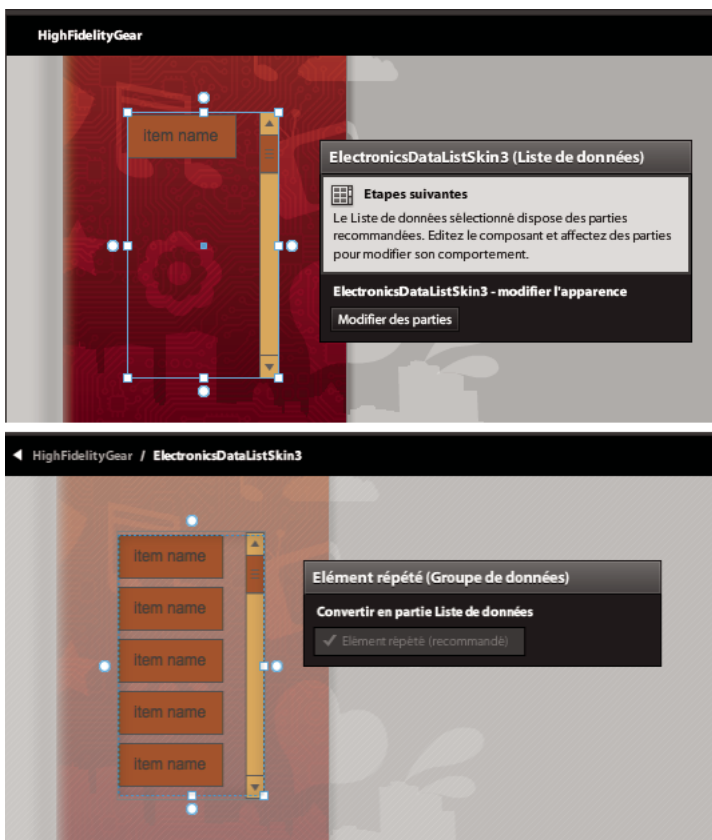 HighFidelityGear
item name
ElectronicsDataListSkin3 (Liste de données)
Etapes suivantes
Le Liste de données sélectionné dispose des parties
recommandées. Editez le composant et affectez des parties
pour modifier son comportement.
ElectronicsDataListSkin3 - modifier l'apparence
Modifier des parties
HighFidelityGear / ElectronicsDataListSkin3
item name
item name
item name
item name
item name
Elément répété (Groupe de données)
Convertir en partie Liste de données
Elément répété (recommandé)